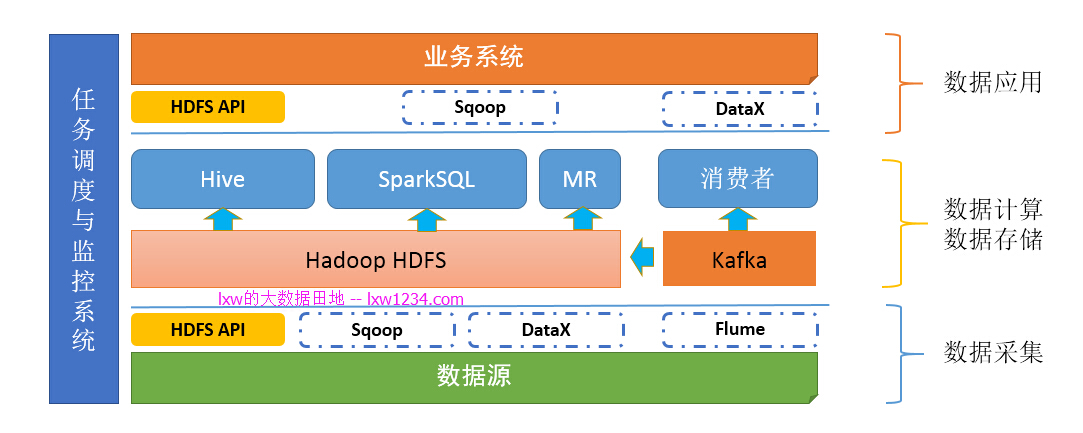 任务调度与监控系统
业务系统
HDFS API
Sqoop
DataX
数据应用
Hive
SparkSQL
MR
消费者
Hadoop HDFS
Kafka
数据计算
数据存储
lxw的大数据田地 -- lxw1234.com
HDFS API
Sqoop
DataX
Flume
数据源
数据采集